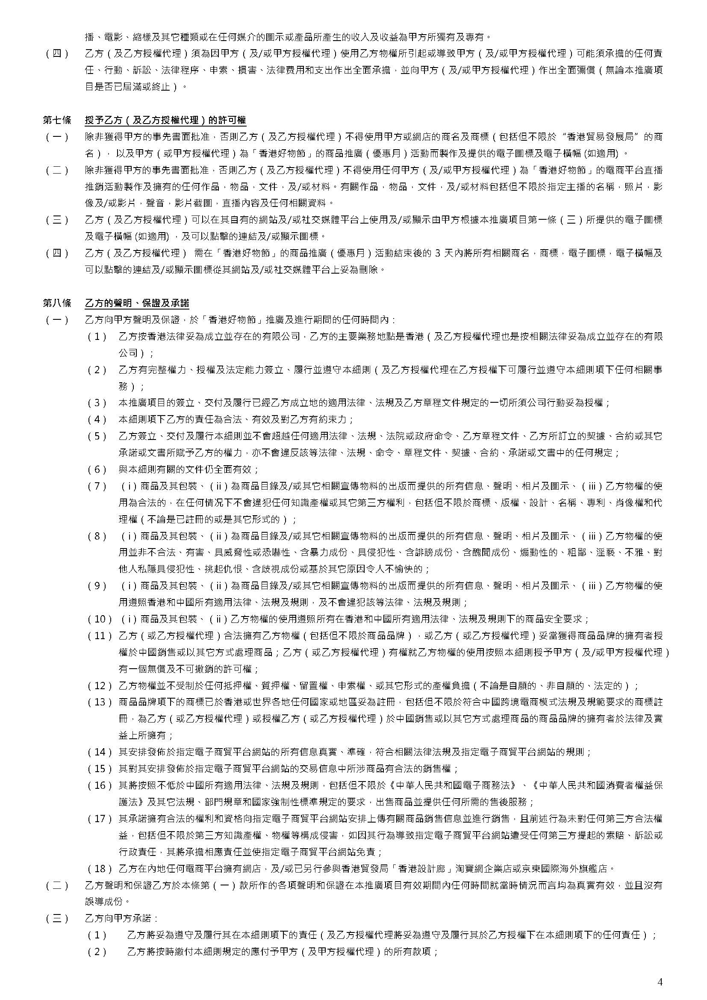 播、電影、縮樣及其它種類或在任何媒介的圖示或產品所產生的收入及收益為甲方所獨有及專有。
(四) 乙方(及乙方授權代理)須為因甲方(及/或甲方授權代理)使用乙方物權所引起或導致甲方(及/或甲方授權代理)可能須承擔的任何責
任、行動、訴訟、法律程序、申索、損害、法律費用和支出作出全面承擔，並向甲方(及/或甲方授權代理)作出全面彌償(無論本推廣項
目是否已屆滿或終止)。
第七條 授予乙方(及乙方授權代理)的許可權
(一) 除非獲得甲方的事先書面批准，否則乙方(及乙方授權代理)不得使用甲方或網店的商名及商標(包括但不限於“香港貿易發展局”的商
名)，以及甲方(或甲方授權代理)為「香港好物節」的商品推廣(優惠月)活動而製作及提供的電子圖標及電子橫幅 (如適用) 。
(二) 除非獲得甲方的事先書面批准，否則乙方(及乙方授權代理)不得使用任何甲方(及/或甲方授權代理)為「香港好物節」的電商平台直播
推銷活動製作及擁有的任何作品，物品，文件，及/或材料。有關作品，物品，文件，及/或材料包括但不限於指定主播的名稱，照片，影
像及/或影片，聲音，影片截圖，直播內容及任何相關資料。
(三) 乙方(及乙方授權代理)可以在其自有的網站及/或社交媒體平台上使用及/或顯示由甲方根據本推廣項目第一條(三)所提供的電子圖標
及電子橫幅 (如適用) ，及可以點擊的連結及/或顯示圖標。
(四) 乙方(及乙方授權代理) 需在「香港好物節」的商品推廣(優惠月)活動結束後的 3 天內將所有相關商名，商標，電子圖標，電子橫幅及
可以點擊的連結及/或顯示圖標從其網站及/或社交媒體平台上妥為刪除。
第八條 乙方的聲明、保證及承諾
(一) 乙方向甲方聲明及保證，於「香港好物節」推廣及進行期間的任何時間內：
(1) 乙方按香港法律妥為成立並存在的有限公司，乙方的主要業務地點是香港(及乙方授權代理也是按相關法律妥為成立並存在的有限
公司)；
(2) 乙方有完整權力、授權及法定能力簽立、履行並遵守本細則(及乙方授權代理在乙方授權下可履行並遵守本細則項下任何相關事
務)；
(3) 本推廣項目的簽立、交付及履行已經乙方成立地的適用法律、法規及乙方章程文件規定的一切所須公司行動妥為授權；
(4) 本細則項下乙方的責任為合法、有效及對乙方有約束力；
(5) 乙方簽立、交付及履行本細則並不會超越任何適用法律、法規、法院或政府命令、乙方章程文件、乙方所訂立的契據、合約或其它
承諾或文書所賦予乙方的權力，亦不會違反該等法律、法規、命令、章程文件、契據、合約、承諾或文書中的任何規定；
(6) 與本細則有關的文件仍全面有效；
(7) (i)商品及其包裝、(ii)為商品目錄及/或其它相關宣傳物料的出版而提供的所有信息、聲明、相片及圖示、(iii)乙方物權的使
用為合法的，在任何情況下不會違犯任何知識產權或其它第三方權利，包括但不限於商標、版權、設計、名稱、專利、肖像權和代
理權(不論是已註冊的或是其它形式的)；
(8) (i)商品及其包裝、(ii)為商品目錄及/或其它相關宣傳物料的出版而提供的所有信息、聲明、相片及圖示、(iii)乙方物權的使
用並非不合法、有害、具威脅性或恐嚇性、含暴力成份、具侵犯性、含誹謗成份、含醜聞成份、煽動性的、粗鄙、淫褻、不雅、對
他人私隱具侵犯性、挑起仇恨、含歧視成份或基於其它原因令人不愉快的；
(9) (i)商品及其包裝、(ii)為商品目錄及/或其它相關宣傳物料的出版而提供的所有信息、聲明、相片及圖示、(iii)乙方物權的使
用遵照香港和中國所有適用法律、法規及規則，及不會違犯該等法律、法規及規則；
(10) (i)商品及其包裝、(ii)乙方物權的使用遵照所有在香港和中國所有適用法律、法規及規則下的商品安全要求；
(11) 乙方(或乙方授權代理)合法擁有乙方物權(包括但不限於商品品牌)，或乙方(或乙方授權代理)妥當獲得商品品牌的擁有者授
權於中國銷售或以其它方式處理商品；乙方(或乙方授權代理)有權就乙方物權的使用按照本細則授予甲方(及/或甲方授權代理)
有一個無償及不可撤銷的許可權；
(12) 乙方物權並不受制於任何抵押權、質押權、留置權、申索權、或其它形式的產權負擔(不論是自願的、非自願的、法定的)；
(13) 商品品牌項下的商標已於香港或世界各地任何國家或地區妥為註冊，包括但不限於符合中國跨境電商模式法規及規範要求的商標註
冊，為乙方(或乙方授權代理)或授權乙方(或乙方授權代理)於中國銷售或以其它方式處理商品的商品品牌的擁有者於法律及實
益上所擁有；
(14) 其安排發佈於指定電子商貿平台網站的所有信息真實、準確，符合相關法律法規及指定電子商貿平台網站的規則；
(15) 其對其安排發佈於指定電子商貿平台網站的交易信息中所涉商品有合法的銷售權；
(16) 其將按照不低於中國所有適用法律、法規及規則，包括但不限於《中華人民共和國電子商務法》、《中華人民共和國消費者權益保
護法》及其它法規、部門規章和國家強制性標準規定的要求，出售商品並提供任何所需的售後服務；
(17) 其承諾擁有合法的權利和資格向指定電子商貿平台網站安排上傳有關商品銷售信息並進行銷售，且前述行為未對任何第三方合法權
益，包括但不限於第三方知識產權、物權等構成侵害，如因其行為導致指定電子商貿平台網站遭受任何第三方提起的索賠、訴訟或
行政責任，其將承擔相應責任並使指定電子商貿平台網站免責；
(18) 乙方在內地任何電商平台擁有網店，及/或已另行參與香港貿發局「香港設計廊」淘寶網企業店或京東國際海外旗艦店。
(二) 乙方聲明和保證乙方於本條第(一)款所作的各項聲明和保證在本推廣項目有效期間內任何時間就當時情況而言均為真實有效，並且沒有
誤導成份。
(三) 乙方向甲方承諾：
(1) 乙方將妥為遵守及履行其在本細則項下的責任(及乙方授權代理將妥為遵守及履行其於乙方授權下在本細則項下的任何責任)；
(2) 乙方將按時繳付本細則規定的應付予甲方(及甲方授權代理)的所有款項；
4